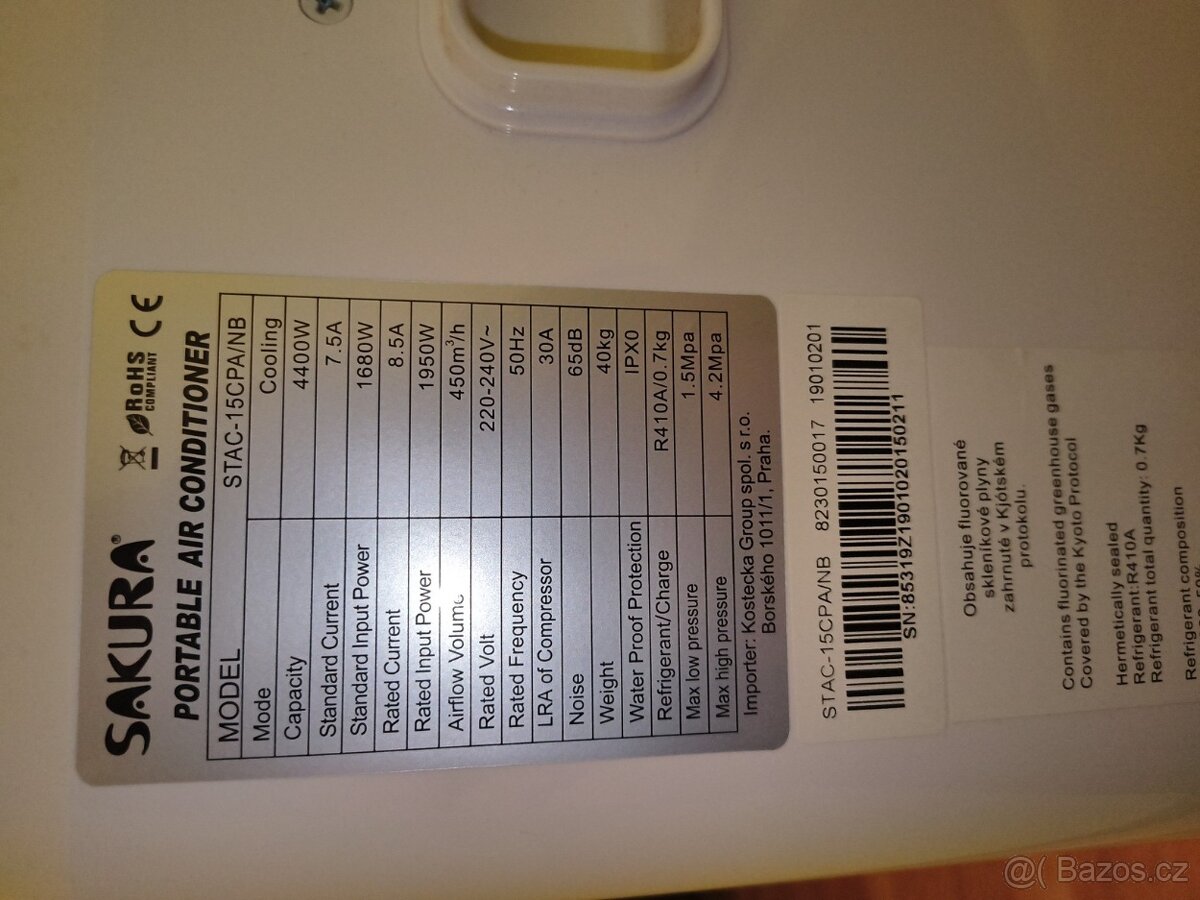 SAKURA®
RoHS
COMPLIANT
CE
PORTABLE AIR CONDITIONER
MODEL STAC-15CPA/NB
Mode Cooling
Capacity 4400W
Standard Current 7.5A
Standard Input Power 1680W
Rated Current 8.5A
Rated Input Power 1950W
Airflow Volume 450m³/h
Rated Volt 220-240V~
Rated Frequency 50Hz
LRA of Compressor 30A
Noise 65dB
Weight 40kg
Water Proof Protection IPX0
Refrigerant/Charge R410A/0.7kg
Max low pressure 1.5Mpa
Max high pressure 4.2Mpa
Importer: Kostecka Group spol. s r.o.
Borského 1011/1, Praha.
STAC-15CPA/NB 8230150017 19010201
SN:85319Z1901020150211
Obsahuje fluorované
skleníkové plyny
zahrnuté v Kjótském
protokolu.
Contains fluorinated greenhouse gases
Covered by the Kyoto Protocol
Hermetically sealed
Refrigerant:R410A
Refrigerant total quantity: 0.7Kg
Refrigerant composition
@( Bazos.cz